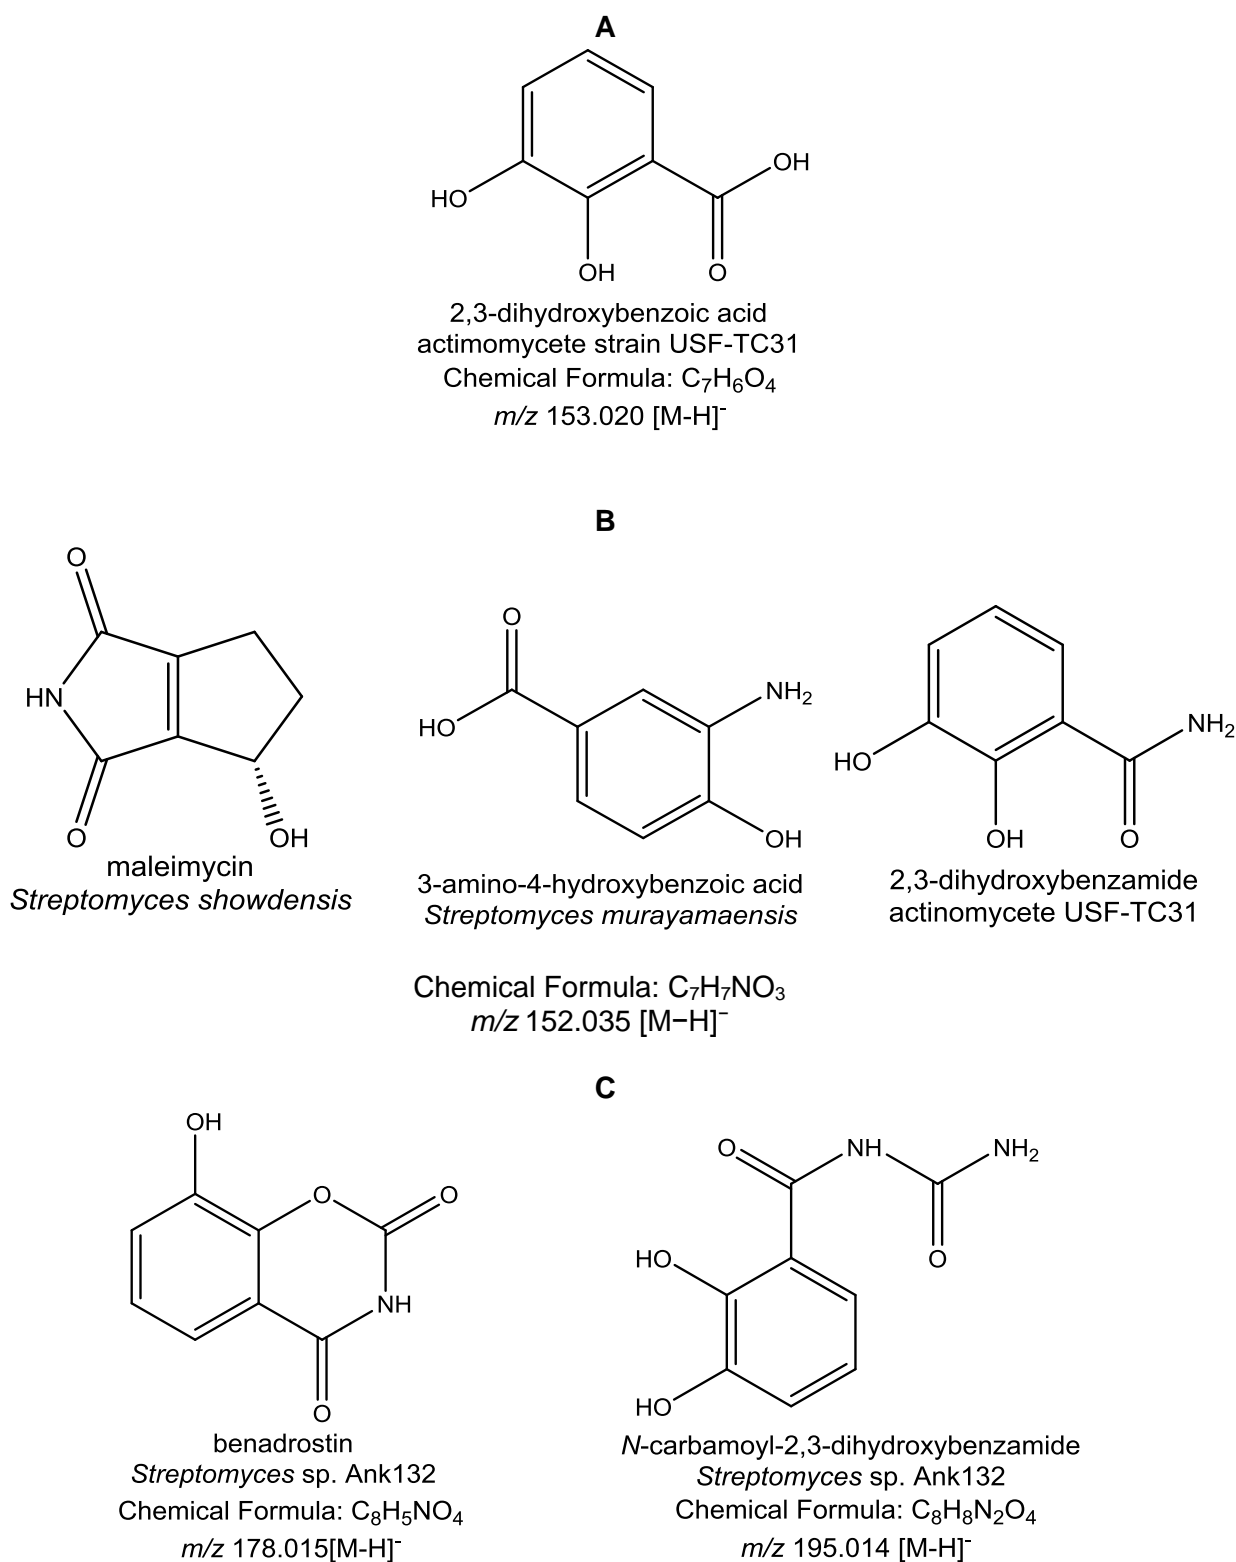 A
HO
OH
OH
O
2,3-dihydroxybenzoic acid
actimomycete strain USF-TC31
Chemical Formula: C₇H₆O₄
m/z 153.020 [M-H]⁻
B
O
HN
O
OH
maleimycin
Streptomyces showdensis
O
HO
NH₂
OH
3-amino-4-hydroxybenzoic acid
Streptomyces murayamaensis
HO
OH
O
NH₂
2,3-dihydroxybenzamide
actinomycete USF-TC31
Chemical Formula: C₇H₇NO₃
m/z 152.035 [M−H]⁻
C
OH
O
O
NH
O
benadrostin
Streptomyces sp. Ank132
Chemical Formula: C₈H₅NO₄
m/z 178.015[M-H]⁻
O
NH
NH₂
O
HO
HO
N-carbamoyl-2,3-dihydroxybenzamide
Streptomyces sp. Ank132
Chemical Formula: C₈H₈N₂O₄
m/z 195.014 [M-H]⁻